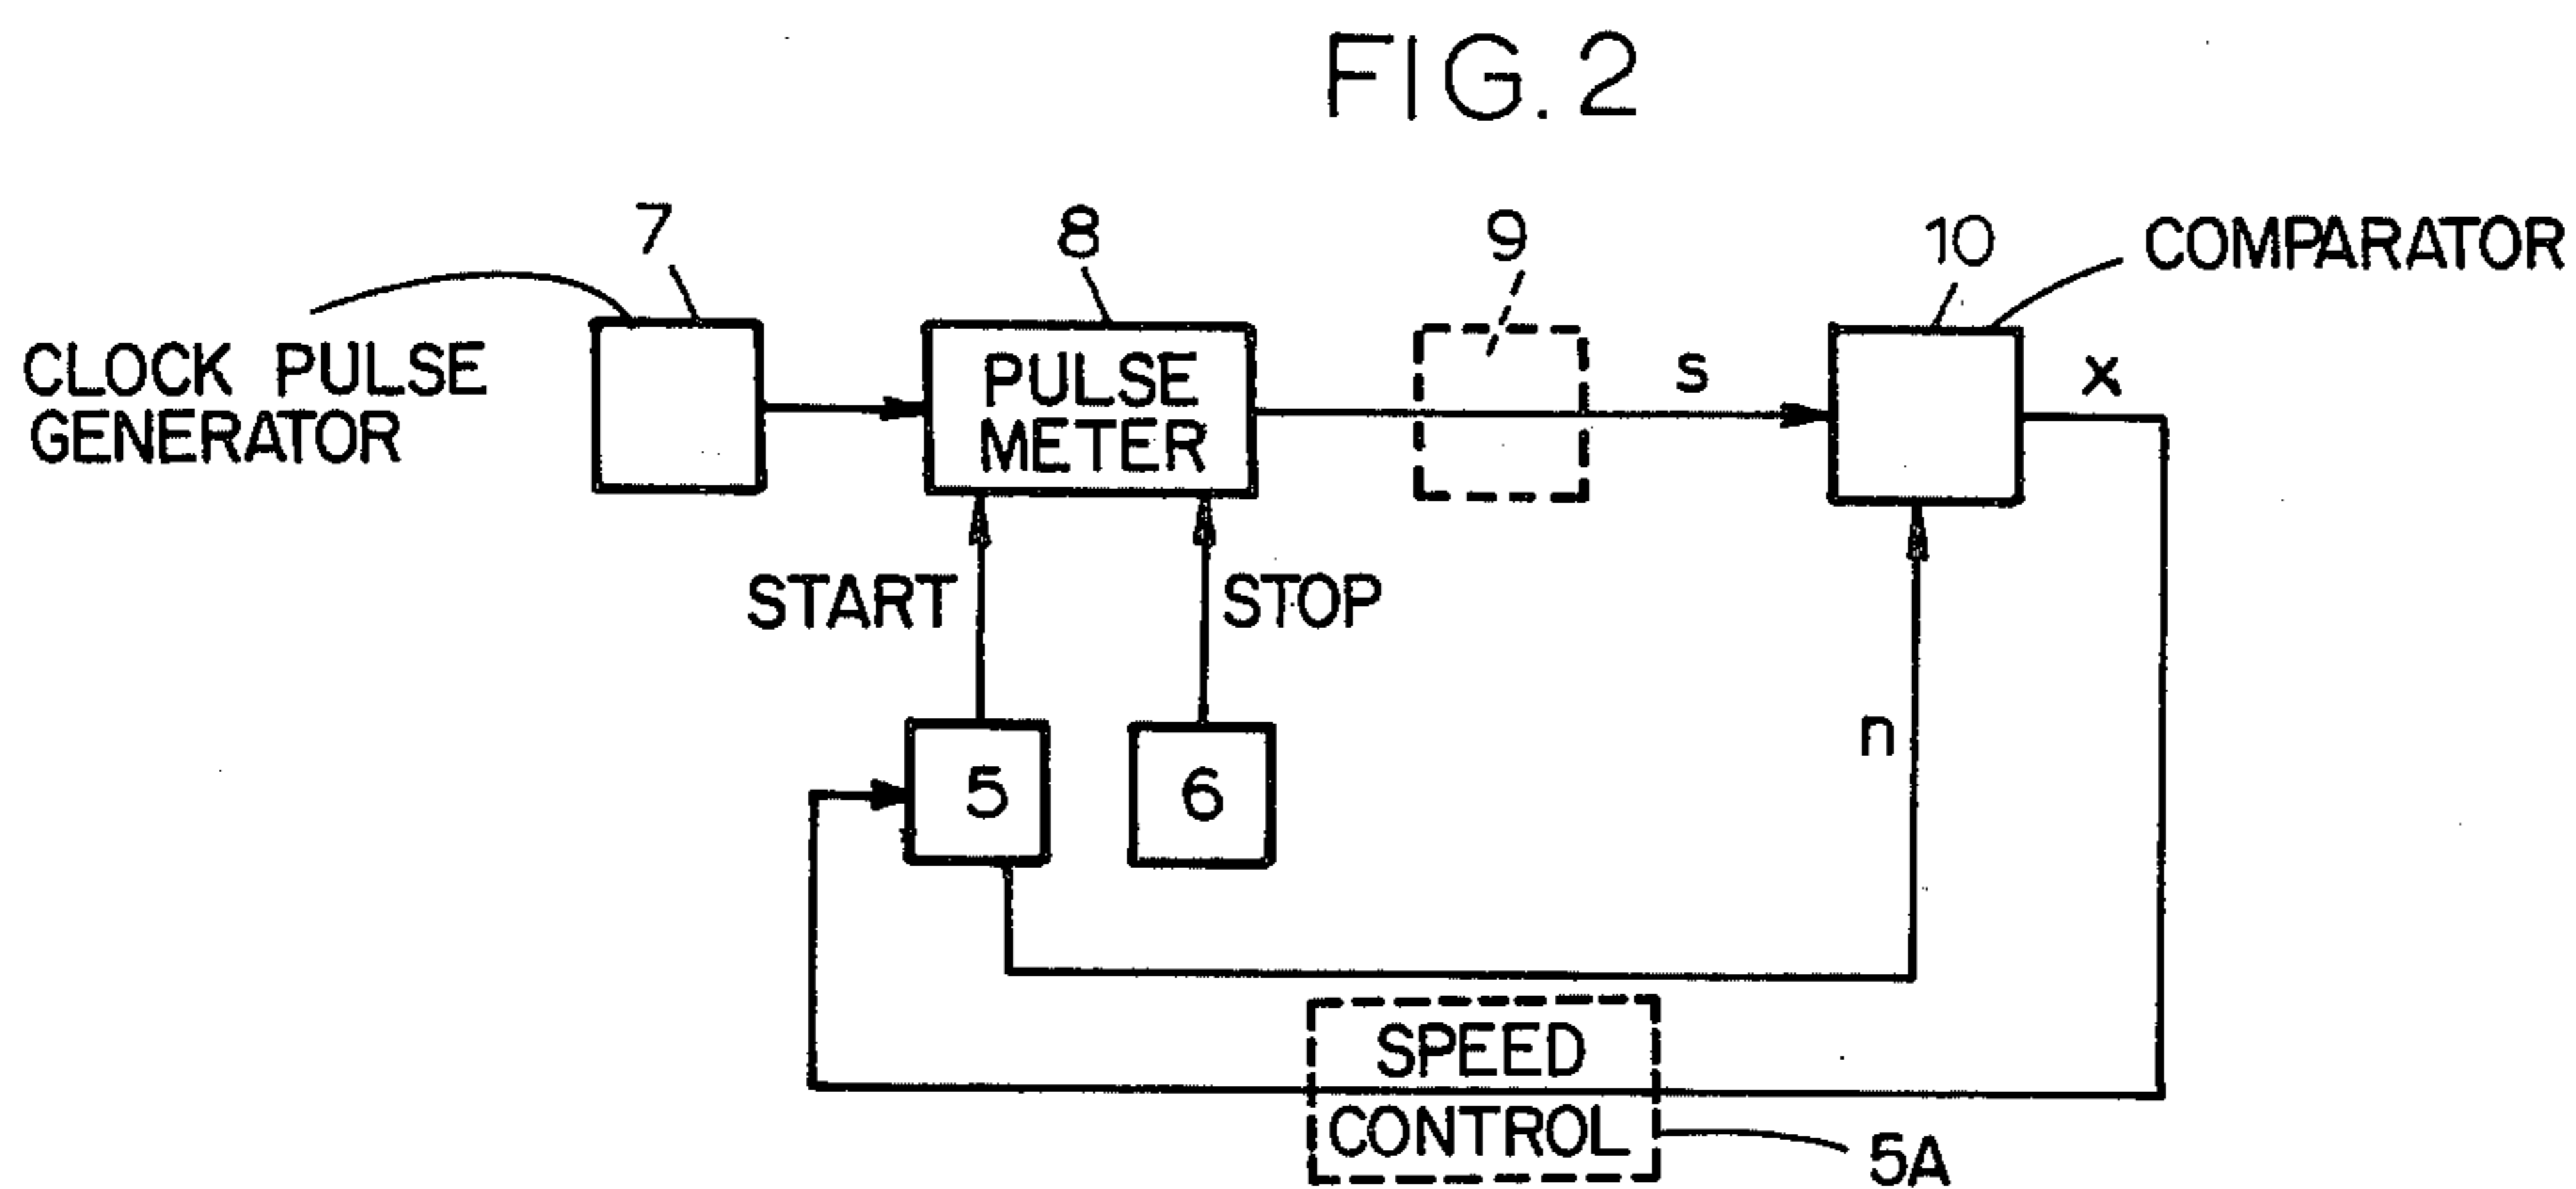 FIG. 2
7
8
9
10
COMPARATOR
CLOCK PULSE
GENERATOR
PULSE
METER
s
x
START
STOP
n
5
6
SPEED
CONTROL
5A